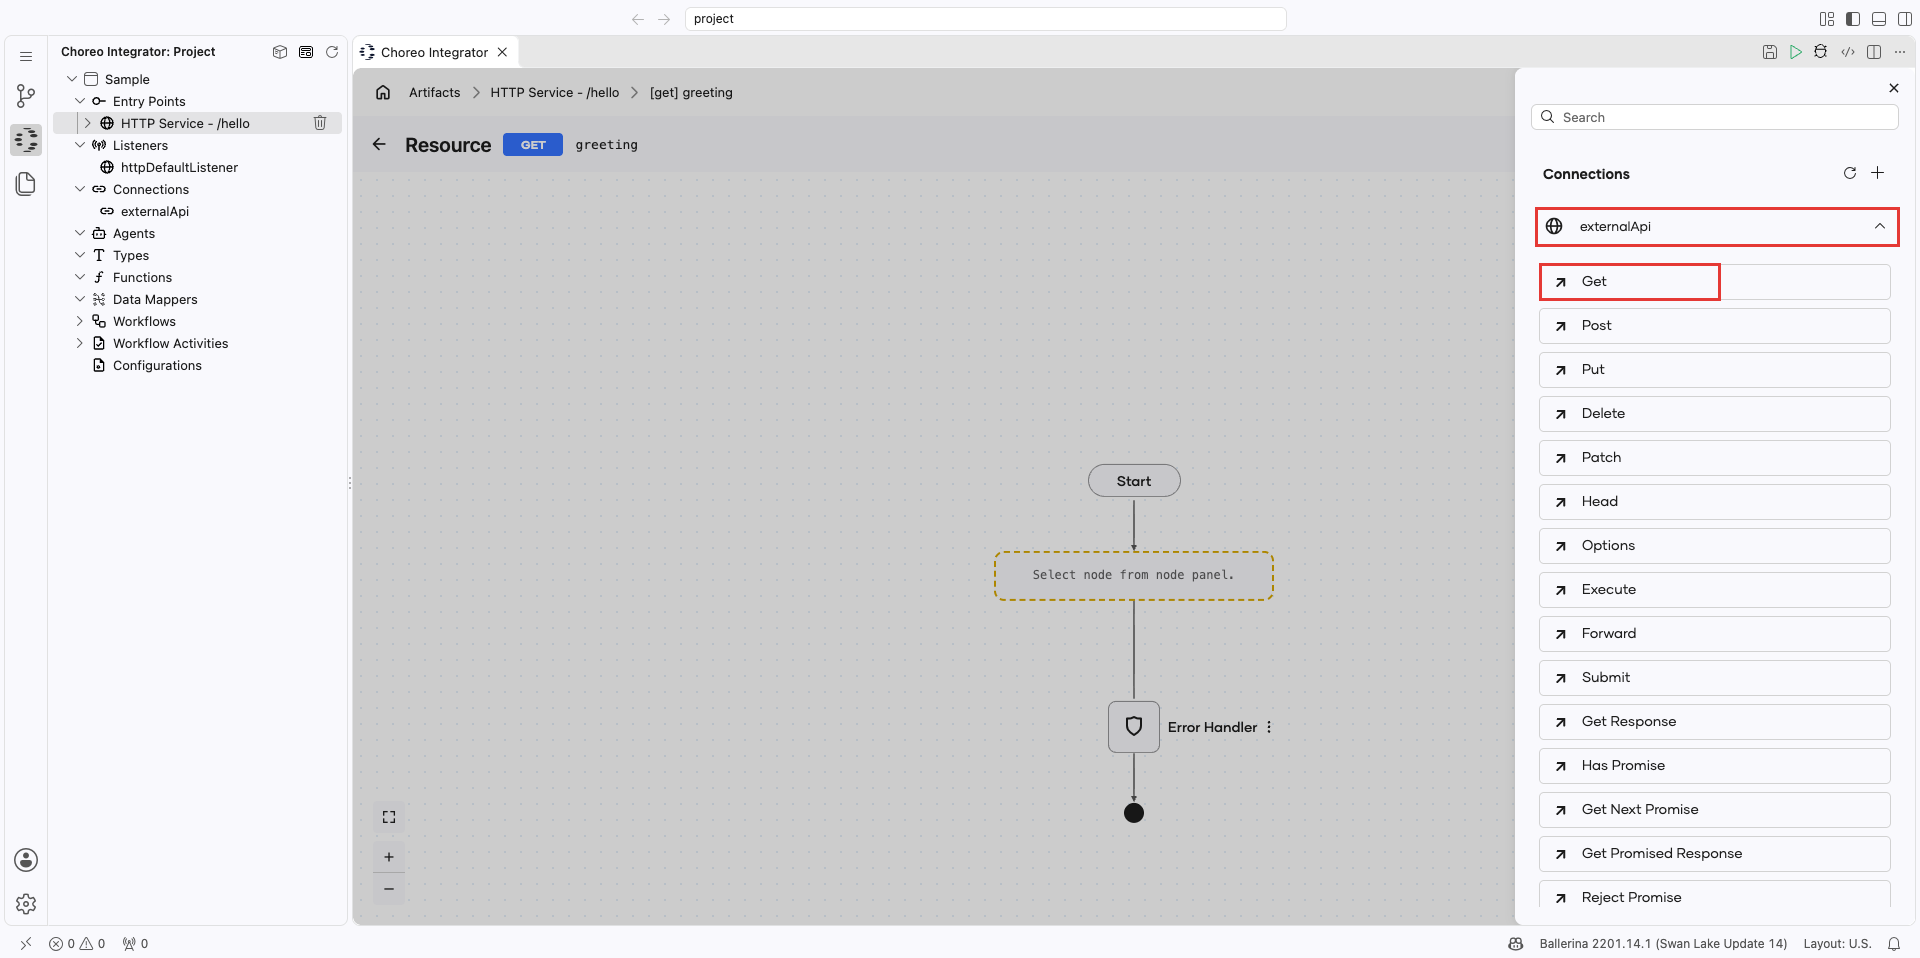 project
Choreo Integrator: Project
Sample
Entry Points
HTTP Service - /hello
Listeners
httpDefaultListener
Connections
externalApi
Agents
Types
Functions
Data Mappers
Workflows
Workflow Activities
Configurations
Choreo Integrator
Artifacts
HTTP Service - /hello
[get] greeting
Resource GET greeting
Start
Select node from node panel.
Error Handler
Search
Connections
externalApi
Get
Post
Put
Delete
Patch
Head
Options
Execute
Forward
Submit
Get Response
Has Promise
Get Next Promise
Get Promised Response
Reject Promise
0 0 0
Ballerina 2201.14.1 (Swan Lake Update 14) Layout: U.S.